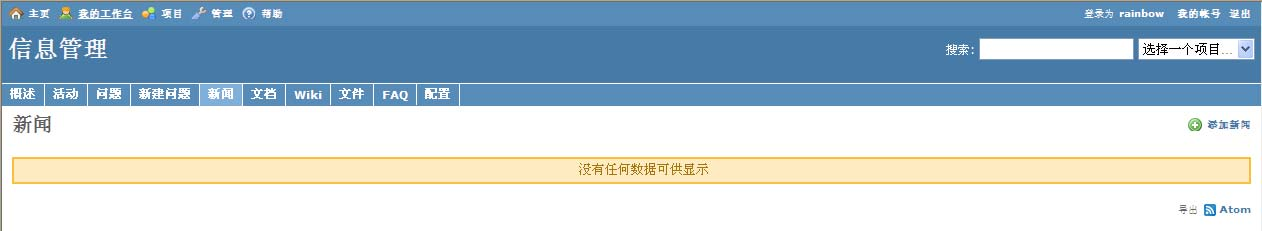 主页 我的工作台 项目 管理 帮助 登录为 rainbow 我的帐号 退出
信息管理 搜索: 选择一个项目...
概述 活动 问题 新建问题 新闻 文档 Wiki 文件 FAQ 配置
新闻 添加新闻
没有任何数据可供显示
导出 Atom